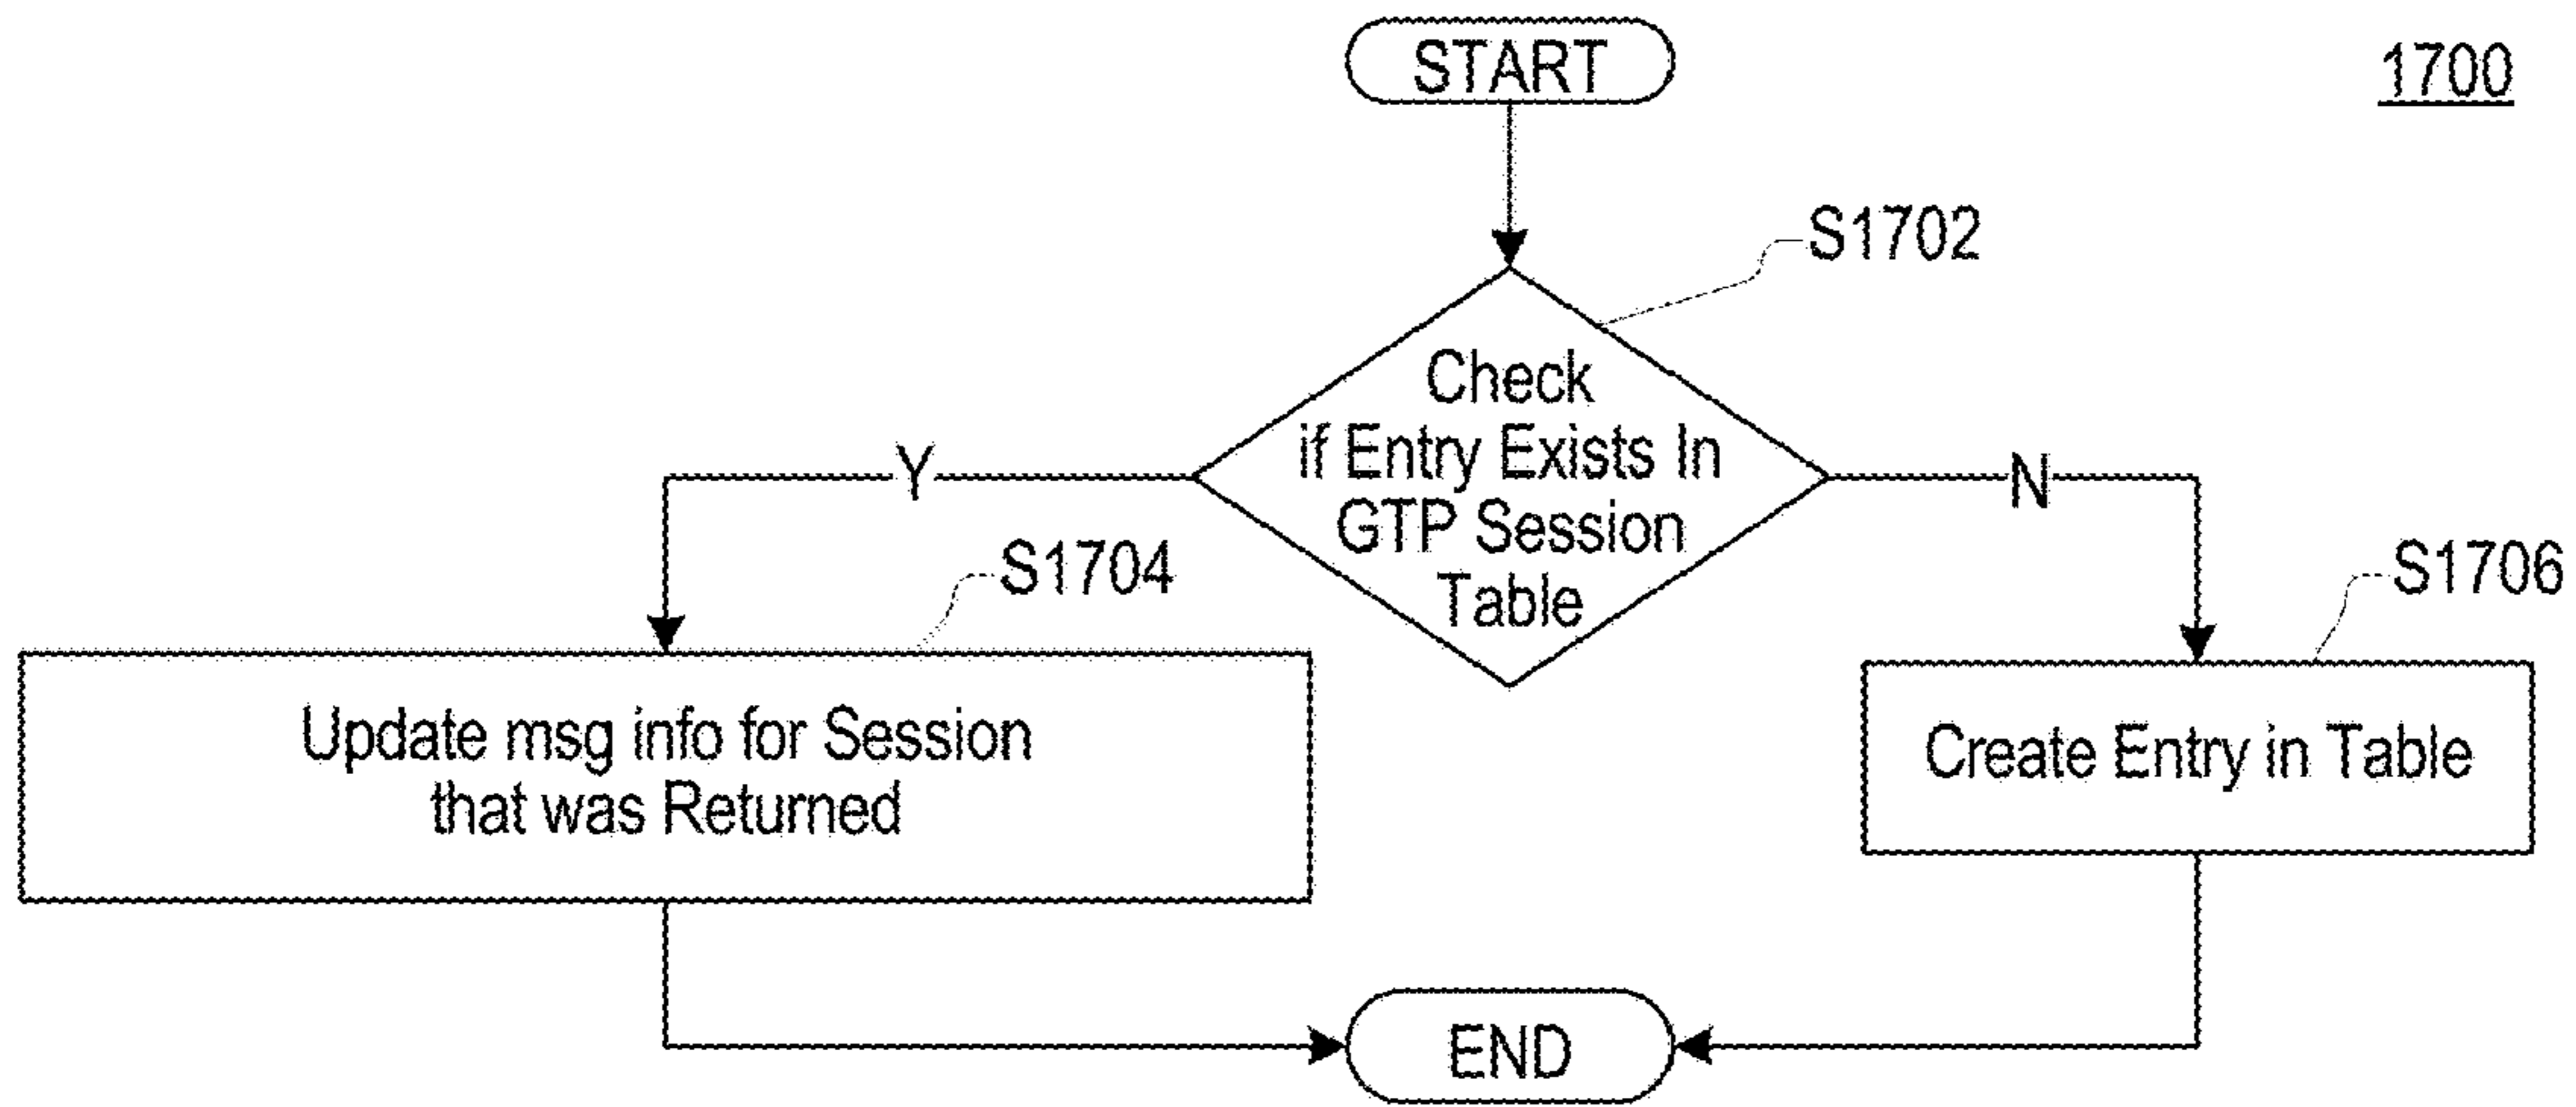 START
1700
S1702
Check
if Entry Exists In
GTP Session
Table
Y
N
S1704
S1706
Update msg info for Session
that was Returned
Create Entry in Table
END